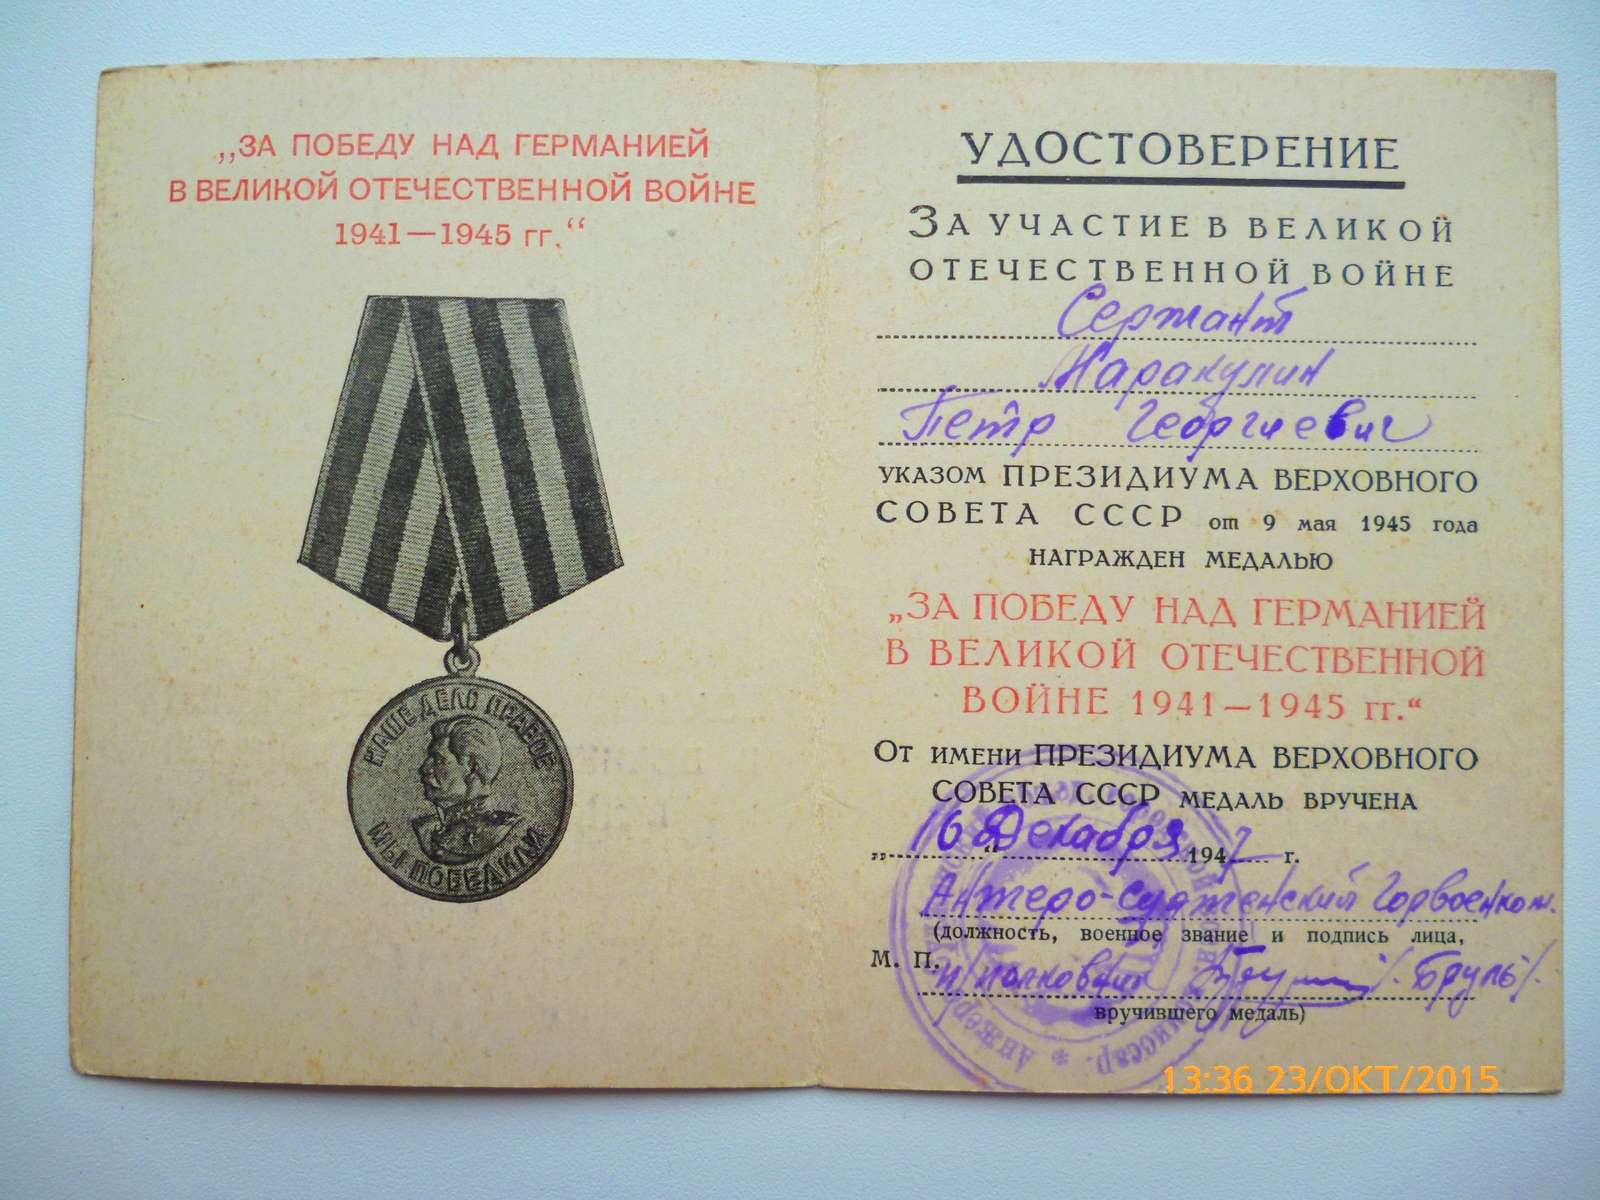 „ЗА ПОБЕДУ НАД ГЕРМАНИЕЙ
В ВЕЛИКОЙ ОТЕЧЕСТВЕННОЙ ВОЙНЕ
1941—1945 гг.“
НАШЕ ДЕЛО ПРАВОЕ
МЫ ПОБЕДИЛИ
УДОСТОВЕРЕНИЕ
ЗА УЧАСТИЕ В ВЕЛИКОЙ
ОТЕЧЕСТВЕННОЙ ВОЙНЕ
Сержант
Маракулин
Петр Георгиевич
УКАЗОМ ПРЕЗИДИУМА ВЕРХОВНОГО
СОВЕТА СССР от 9 мая 1945 года
НАГРАЖДЕН МЕДАЛЬЮ
„ЗА ПОБЕДУ НАД ГЕРМАНИЕЙ
В ВЕЛИКОЙ ОТЕЧЕСТВЕННОЙ
ВОЙНЕ 1941—1945 гг.“
ОТ ИМЕНИ ПРЕЗИДИУМА ВЕРХОВНОГО
СОВЕТА СССР МЕДАЛЬ ВРУЧЕНА
„16“ Декабря 1947 г.
Анжеро-Судженский Горвоенком.
(должность, военное звание и подпись лица,
М. П. п/полковник /.Бруль/.
вручившего медаль)
13:36 23/ОКТ/2015